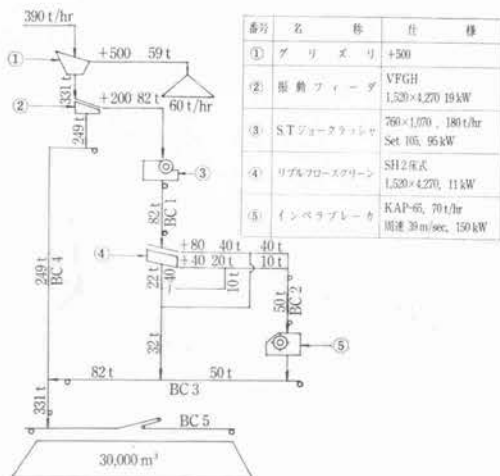 390 t/hr
① +500 59 t
331 t
60 t/hr
② +200 82 t
249 t
③
82 t
BC 1
④ +80 40 t 40 t
+40 20 t 10 t
22 t
-40
10 t
249 t
BC 4
BC 2
50 t
32 t
⑤
82 t 50 t
BC 3
331 t
BC 5
30,000 m³
番号 名称 仕様
① グリズリ +500
② 振動フィーダ VFGH
1,520×4,270 19 kW
③ S.Tジョークラッシャ 760×1,070, 180 t/hr
Set 105, 95 kW
④ リプルフロースクリーン SH 2床式
1,520×4,270, 11 kW
⑤ インペラブレーカ KAP-65, 70 t/hr
周速 39 m/sec, 150 kW